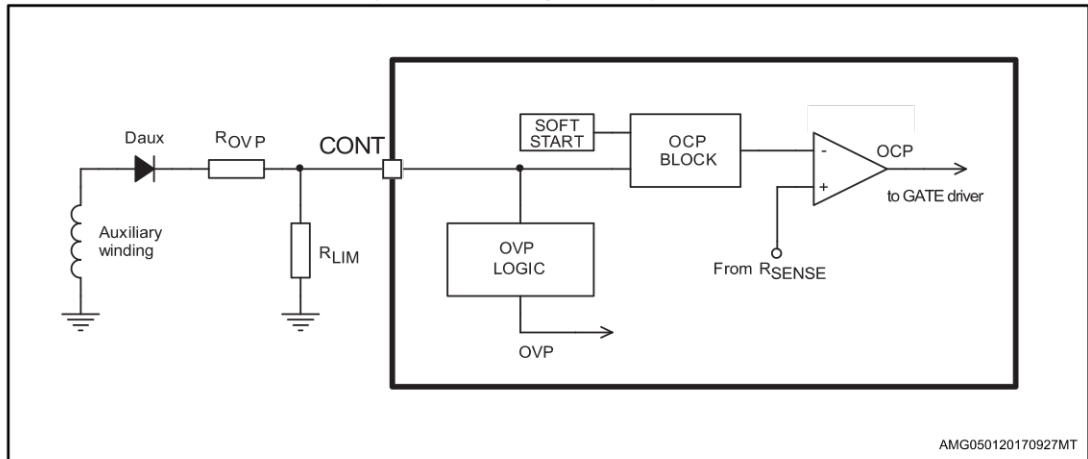 Daux
ROVP
CONT
SOFT
START
OCP
BLOCK
-
+
OCP
to GATE driver
Auxiliary
winding
RLIM
OVP
LOGIC
From RSENSE
OVP
AMG050120170927MT